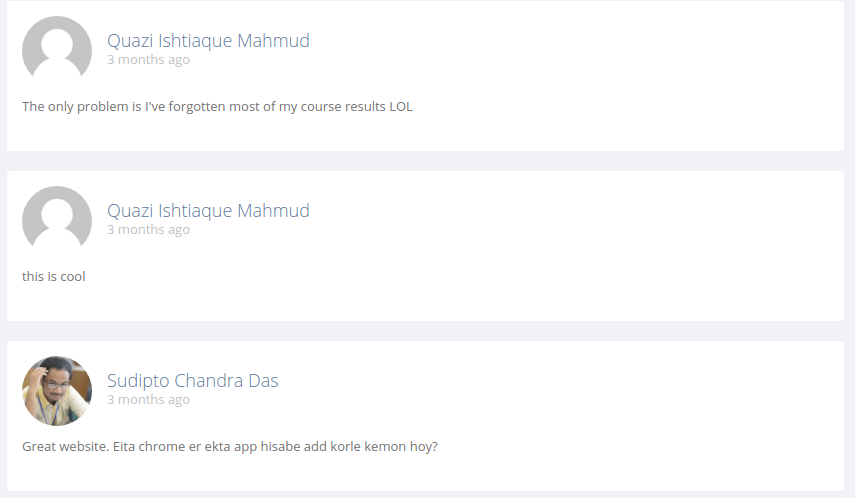 Quazi Ishtiaque Mahmud
3 months ago
The only problem is I've forgotten most of my course results LOL
Quazi Ishtiaque Mahmud
3 months ago
this is cool
Sudipto Chandra Das
3 months ago
Great website. Eita chrome er ekta app hisabe add korle kemon hoy?